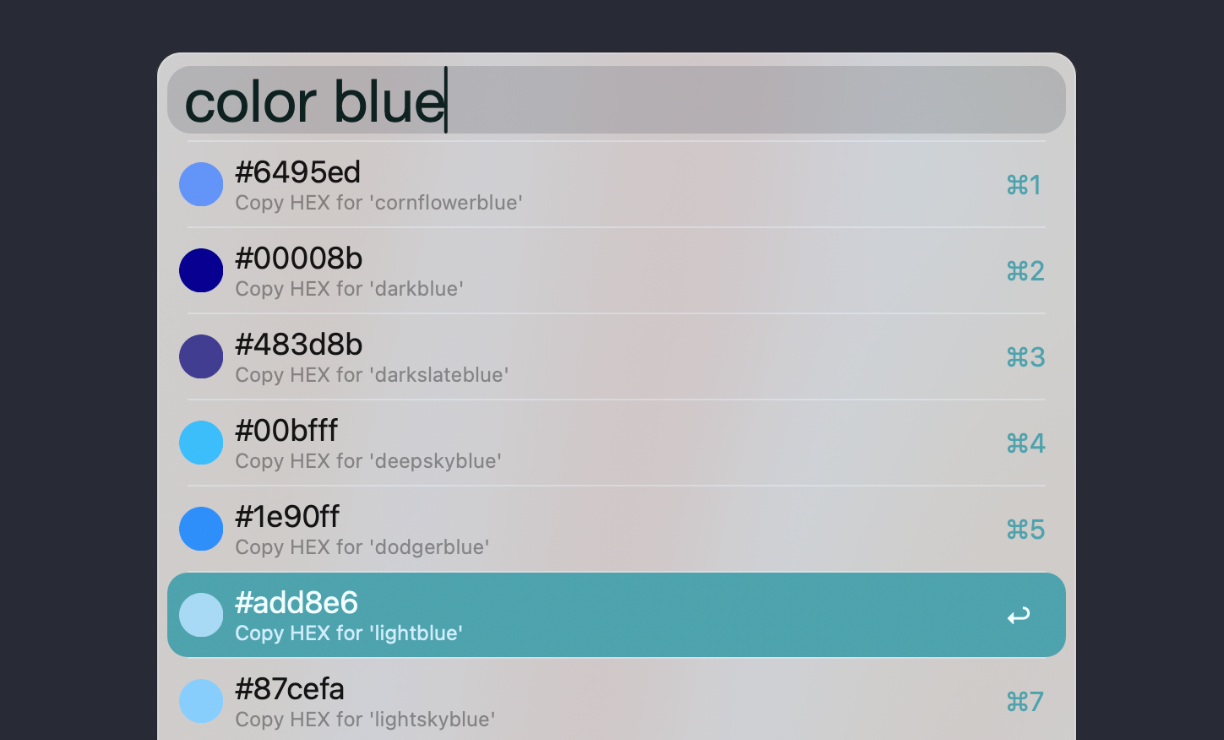 color blue
#6495ed
Copy HEX for 'cornflowerblue'
⌘1
#00008b
Copy HEX for 'darkblue'
⌘2
#483d8b
Copy HEX for 'darkslateblue'
⌘3
#00bfff
Copy HEX for 'deepskyblue'
⌘4
#1e90ff
Copy HEX for 'dodgerblue'
⌘5
#add8e6
Copy HEX for 'lightblue'
#87cefa
Copy HEX for 'lightskyblue'
⌘7